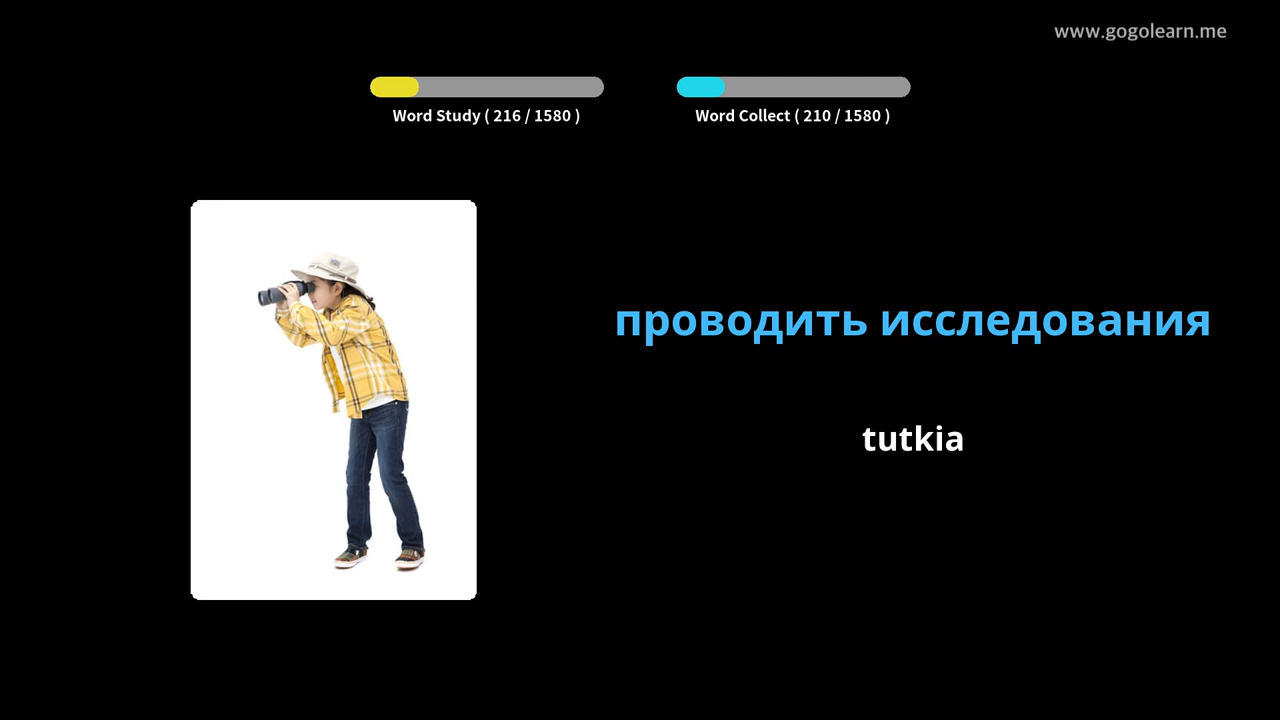 www.gogolearn.me
Word Study ( 216 / 1580 )
Word Collect ( 210 / 1580 )
проводить исследования
tutkia